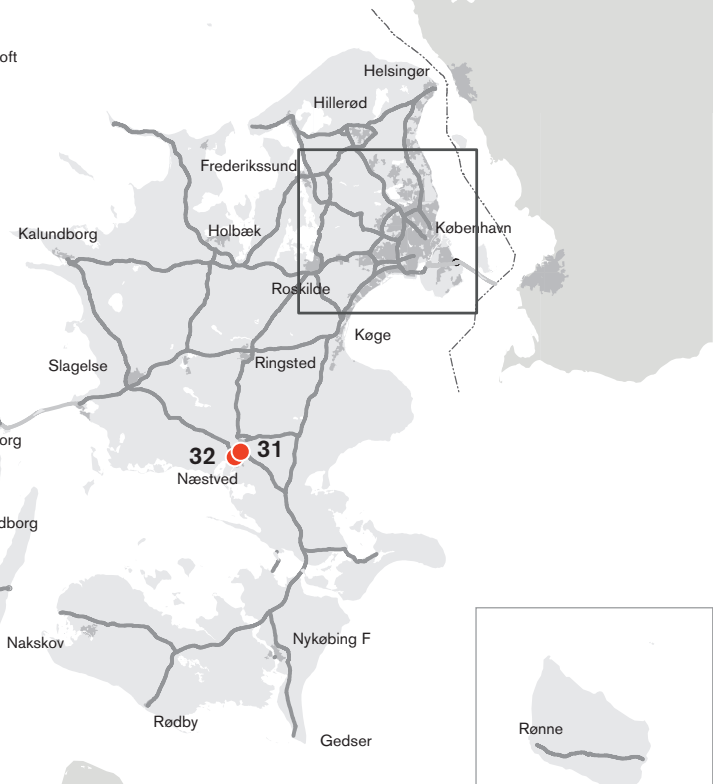 oft
Helsingør
Hillerød
Frederikssund
København
Holbæk
Kalundborg
Roskilde
Køge
Ringsted
Slagelse
org
31
32
Næstved
dborg
Nakskov
Nykøbing F
Rødby
Gedser
Rønne